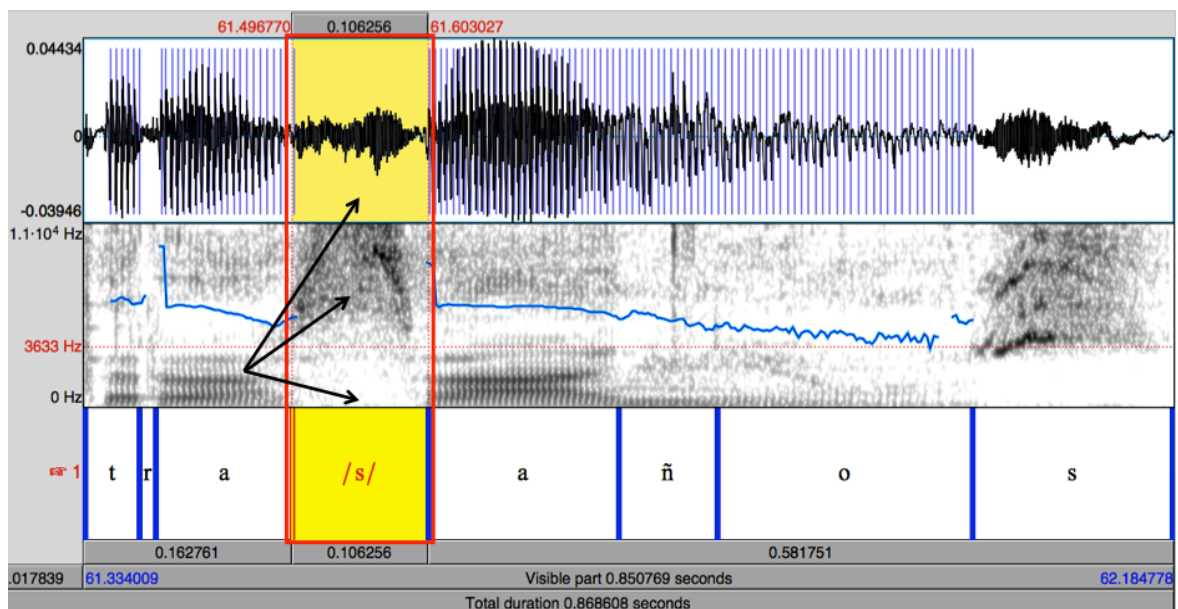 61.496770 0.106256 61.603027
0.04434
0
-0.03946
1.1·10⁴ Hz
3633 Hz
0 Hz
☞ 1 t r a /s/ a ñ o s
0.162761 0.106256 0.581751
.017839 61.334009 Visible part 0.850769 seconds 62.184778
Total duration 0.868608 seconds